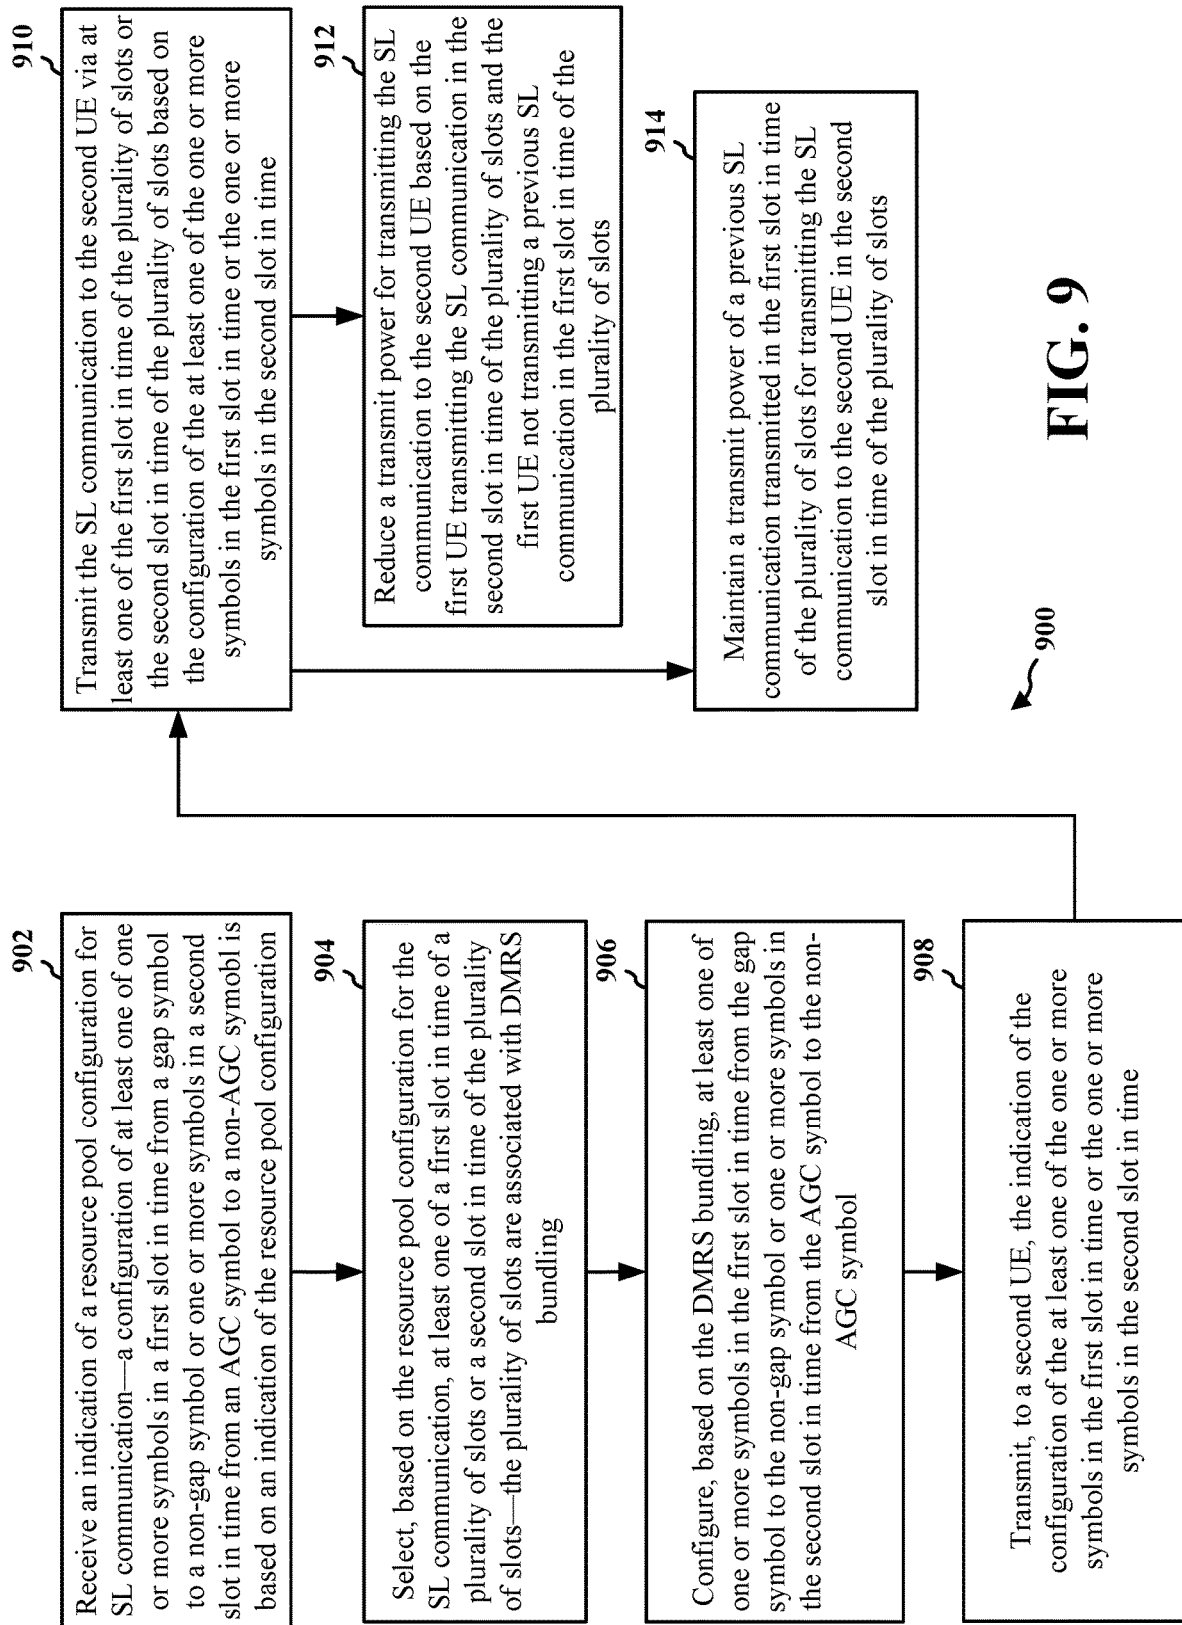 902
Receive an indication of a resource pool configuration for
SL communication—a configuration of at least one of one
or more symbols in a first slot in time from a gap symbol
to a non-gap symbol or one or more symbols in a second
slot in time from an AGC symbol to a non-AGC symobl is
based on an indication of the resource pool configuration
904
Select, based on the resource pool configuration for the
SL communication, at least one of a first slot in time of a
plurality of slots or a second slot in time of the plurality
of slots—the plurality of slots are associated with DMRS
bundling
906
Configure, based on the DMRS bundling, at least one of
one or more symbols in the first slot in time from the gap
symbol to the non-gap symbol or one or more symbols in
the second slot in time from the AGC symbol to the non-
AGC symbol
908
Transmit, to a second UE, the indication of the
configuration of the at least one of the one or more
symbols in the first slot in time or the one or more
symbols in the second slot in time
910
Transmit the SL communication to the second UE via at
least one of the first slot in time of the plurality of slots or
the second slot in time of the plurality of slots based on
the configuration of the at least one of the one or more
symbols in the first slot in time or the one or more
symbols in the second slot in time
912
Reduce a transmit power for transmitting the SL
communication to the second UE based on the
first UE transmitting the SL communication in the
second slot in time of the plurality of slots and the
first UE not transmitting a previous SL
communication in the first slot in time of the
plurality of slots
914
Maintain a transmit power of a previous SL
communication transmitted in the first slot in time
of the plurality of slots for transmitting the SL
communication to the second UE in the second
slot in time of the plurality of slots
900
FIG. 9